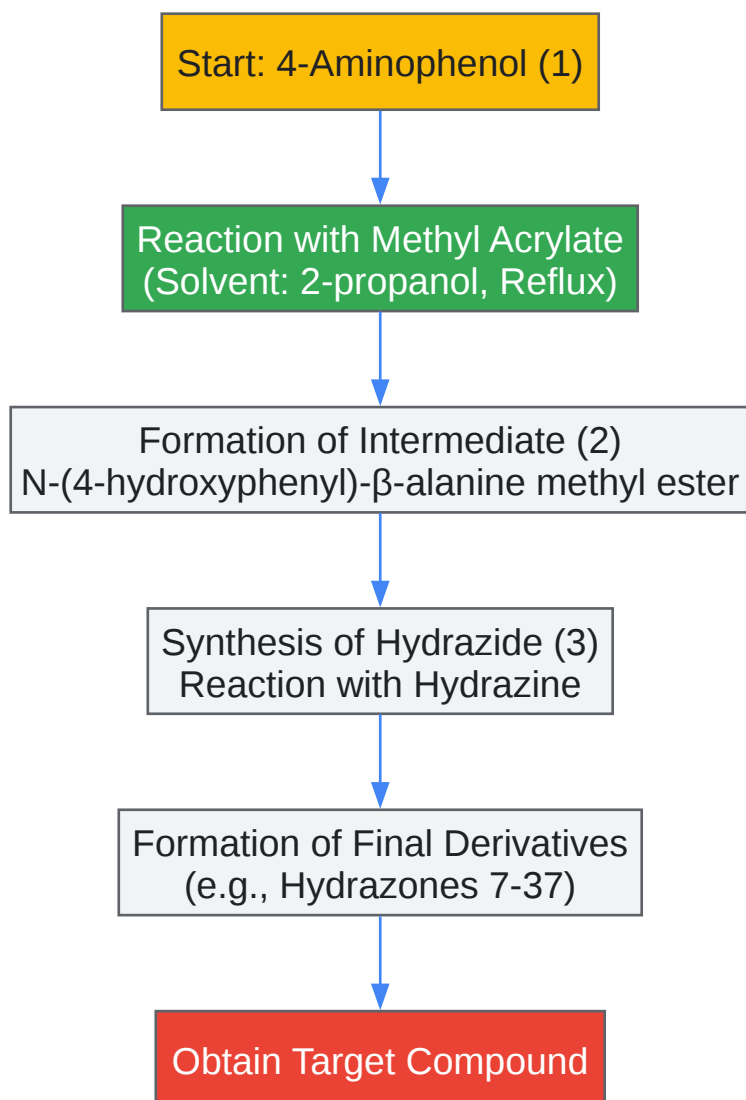 Start: 4-Aminophenol (1)
Reaction with Methyl Acrylate
(Solvent: 2-propanol, Reflux)
Formation of Intermediate (2)
N-(4-hydroxyphenyl)-β-alanine methyl ester
Synthesis of Hydrazide (3)
Reaction with Hydrazine
Formation of Final Derivatives
(e.g., Hydrazones 7-37)
Obtain Target Compound